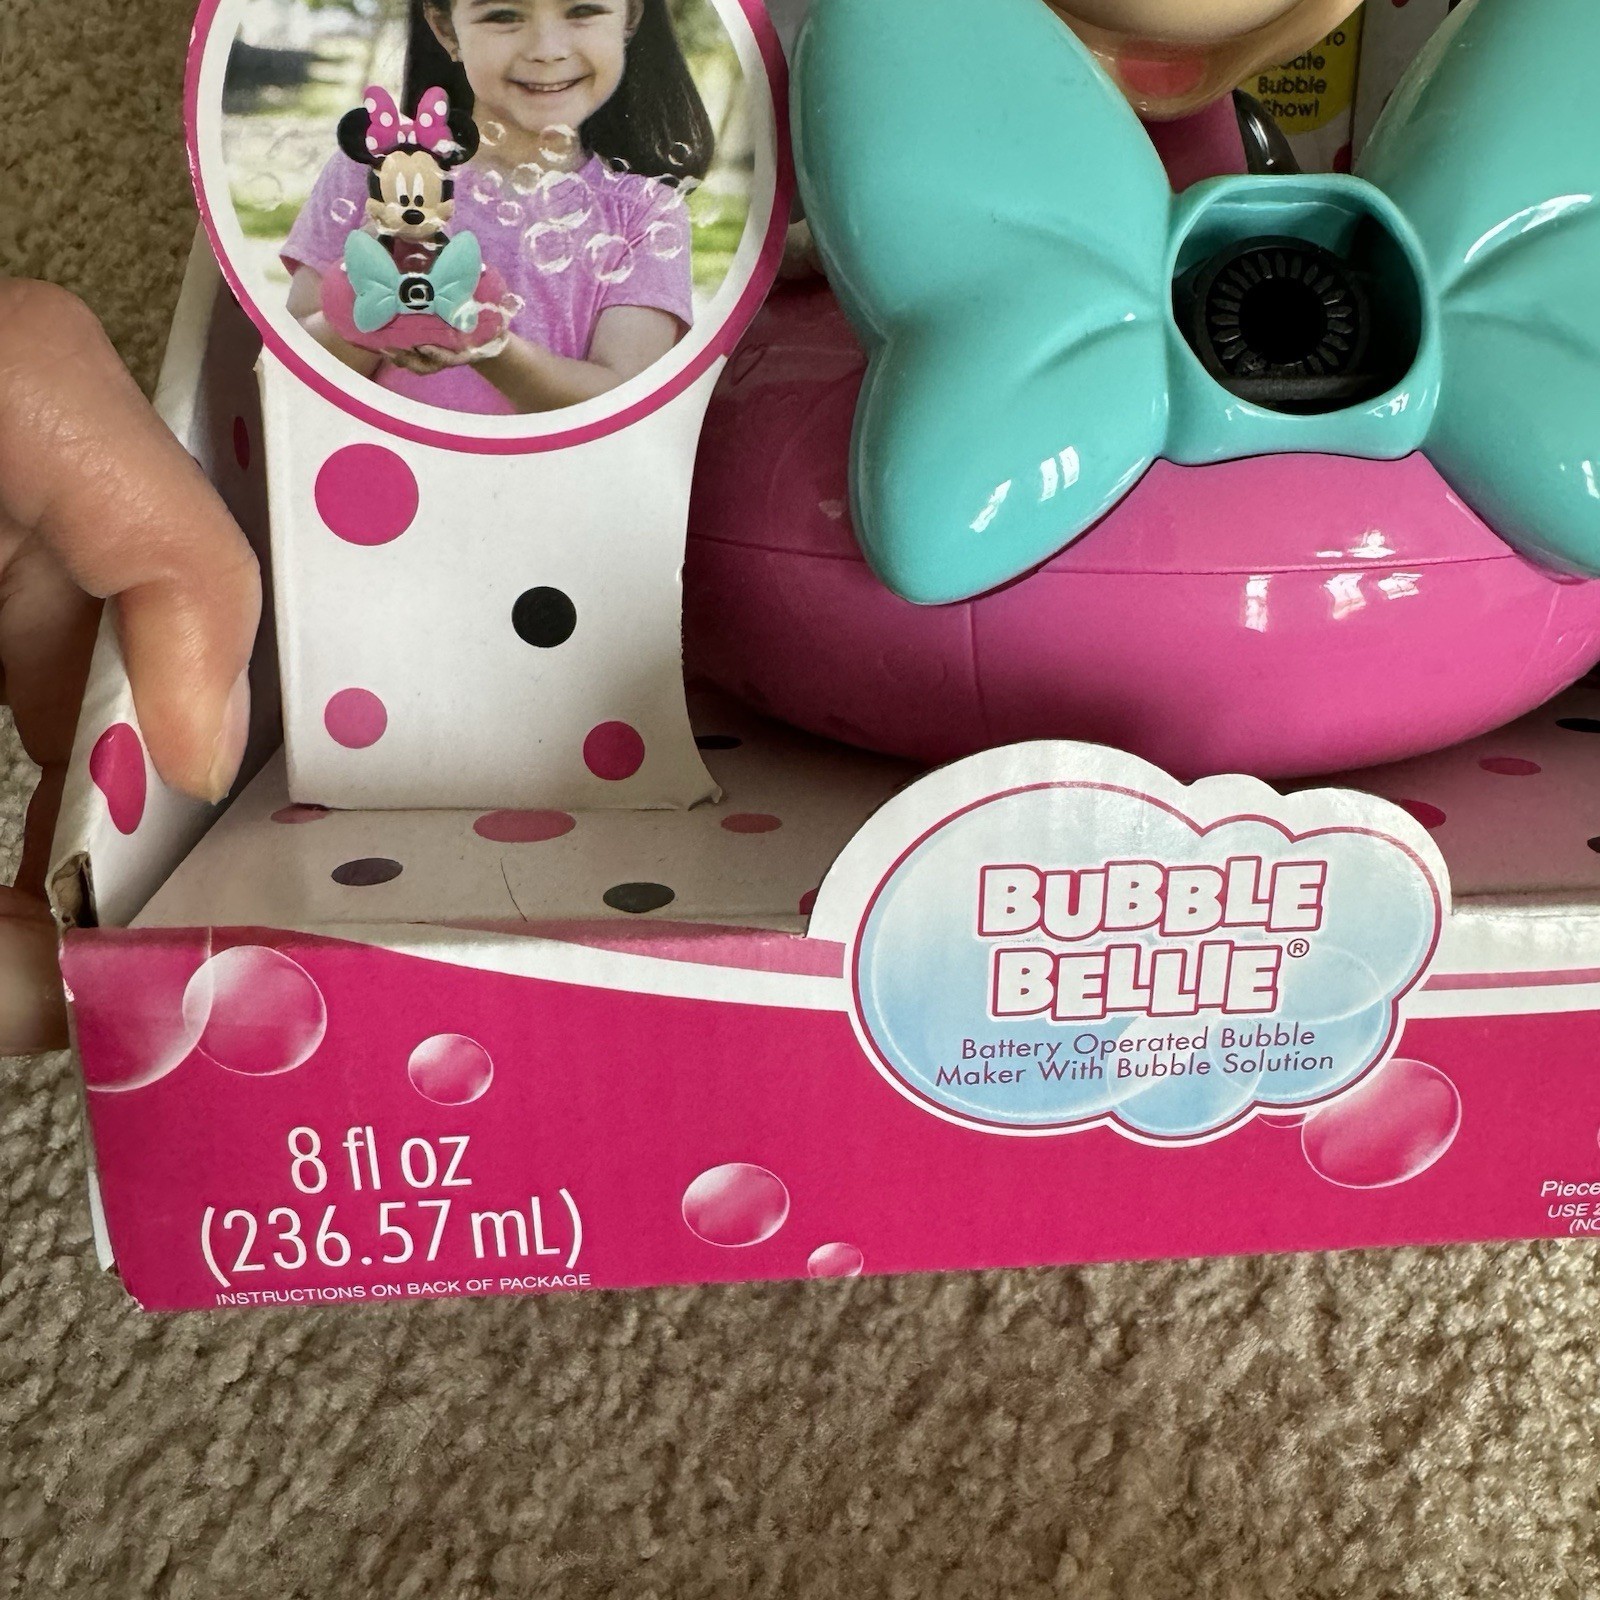 To
Bubble
Show!
BUBBLE
BELLIE®
Battery Operated Bubble
Maker With Bubble Solution
8 fl oz
(236.57 mL)
INSTRUCTIONS ON BACK OF PACKAGE
USE